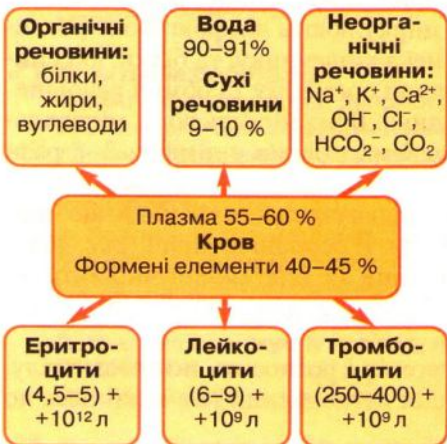 Органічні
речовини:
білки,
жири,
вуглеводи
Вода
90–91%
Сухі
речовини
9–10 %
Неорга-
нічні
речовини:
Na⁺, K⁺, Ca²⁺,
OH⁻, Cl⁻,
HCO₂⁻, CO₂
Плазма 55–60 %
Кров
Формені елементи 40–45 %
Еритро-
цити
(4,5–5) +
+10¹² л
Лейко-
цити
(6–9) +
+10⁹ л
Тромбо-
цити
(250–400) +
+10⁹ л